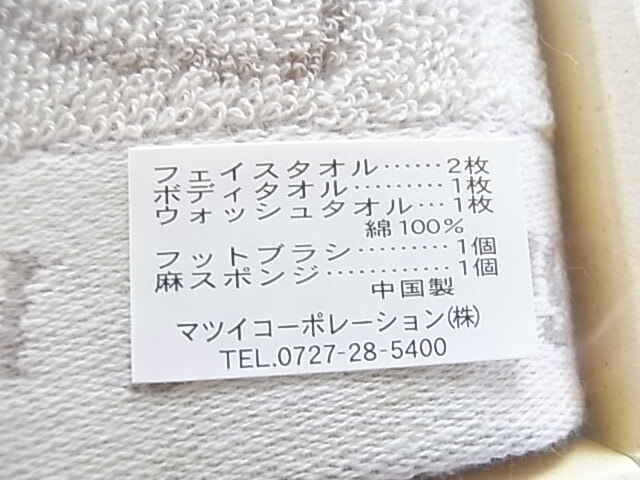 フェイスタオル……2枚
ボディタオル………1枚
ウォッシュタオル…1枚
綿100%
フットブラシ………1個
麻スポンジ…………1個
中国製
マツイコーポレーション(株)
TEL.0727-28-5400